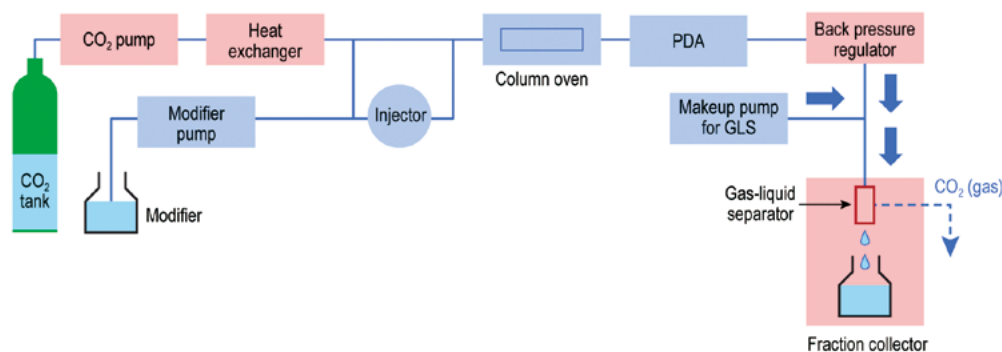 CO₂ pump
Heat
exchanger
Column oven
PDA
Back pressure
regulator
Modifier
pump
Injector
Makeup pump
for GLS
CO₂
tank
Modifier
Gas-liquid
separator
CO₂ (gas)
Fraction collector